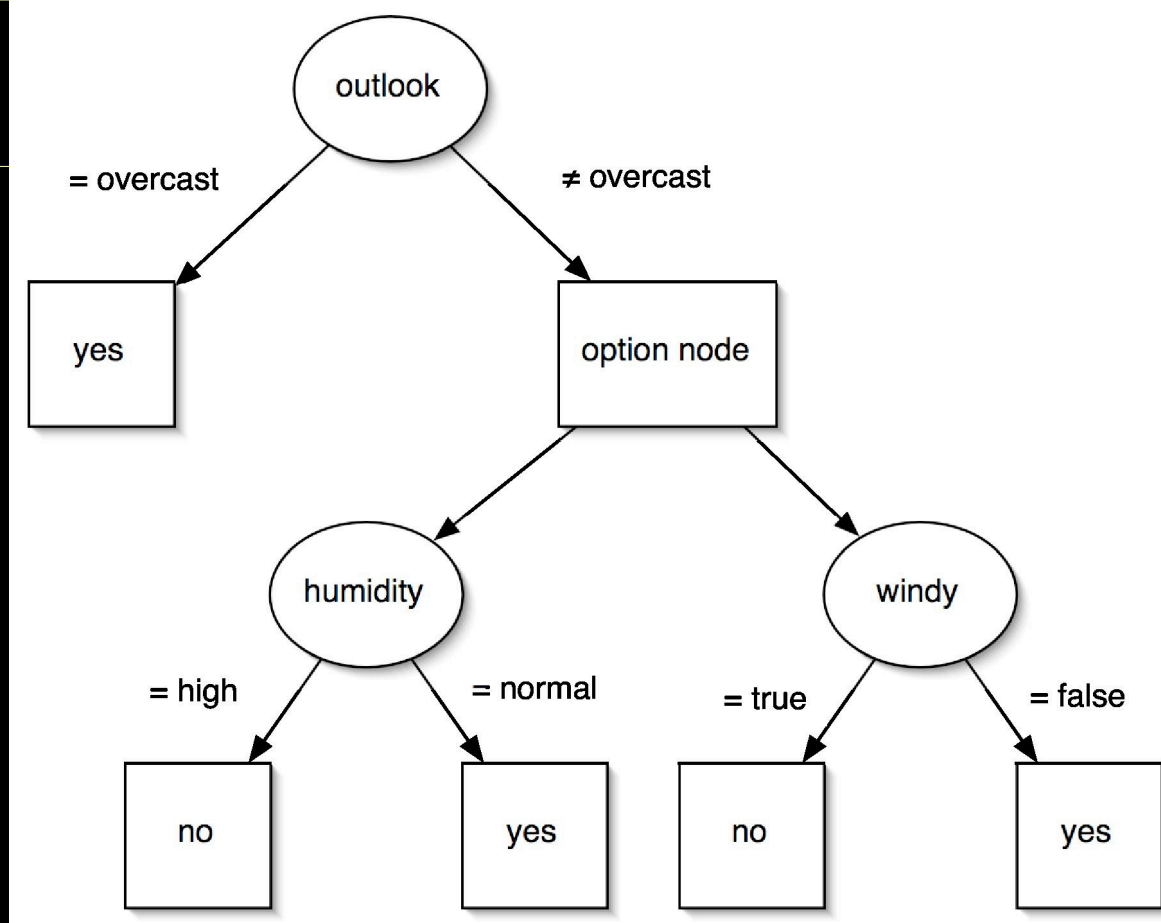 outlook
= overcast
≠ overcast
yes
option node
humidity
windy
= high
= normal
= true
= false
no
yes
no
yes